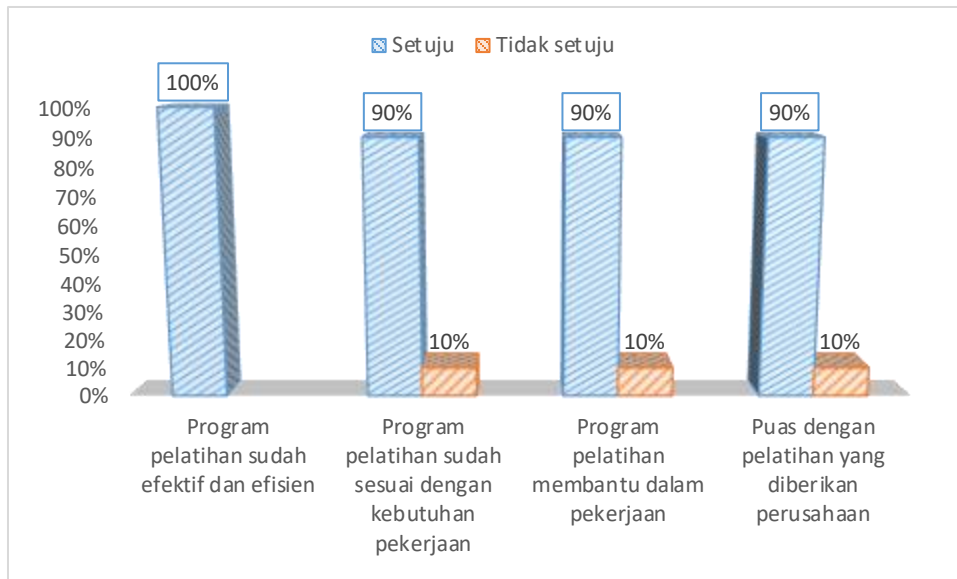 Setuju Tidak setuju
100%
90%
90%
90%
100%
90%
80%
70%
60%
50%
40%
30%
20%
10%
0%
10%
10%
10%
Program
pelatihan sudah
efektif dan efisien
Program
pelatihan sudah
sesuai dengan
kebutuhan
pekerjaan
Program
pelatihan
membantu dalam
pekerjaan
Puas dengan
pelatihan yang
diberikan
perusahaan